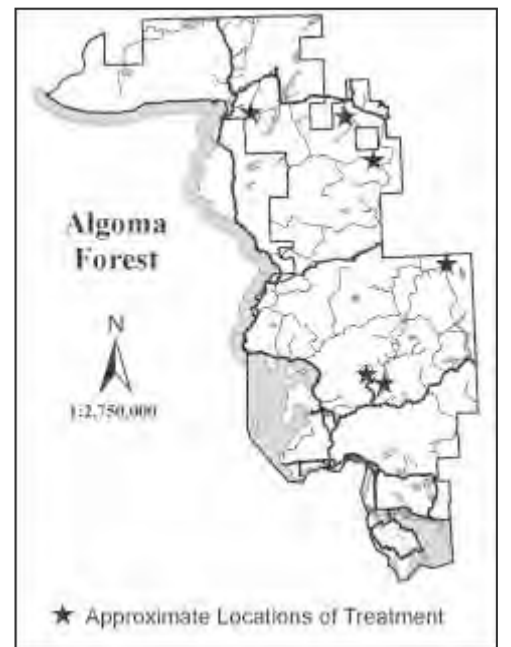 Algoma
Forest
N
1:2,750,000
Approximate Locations of Treatment